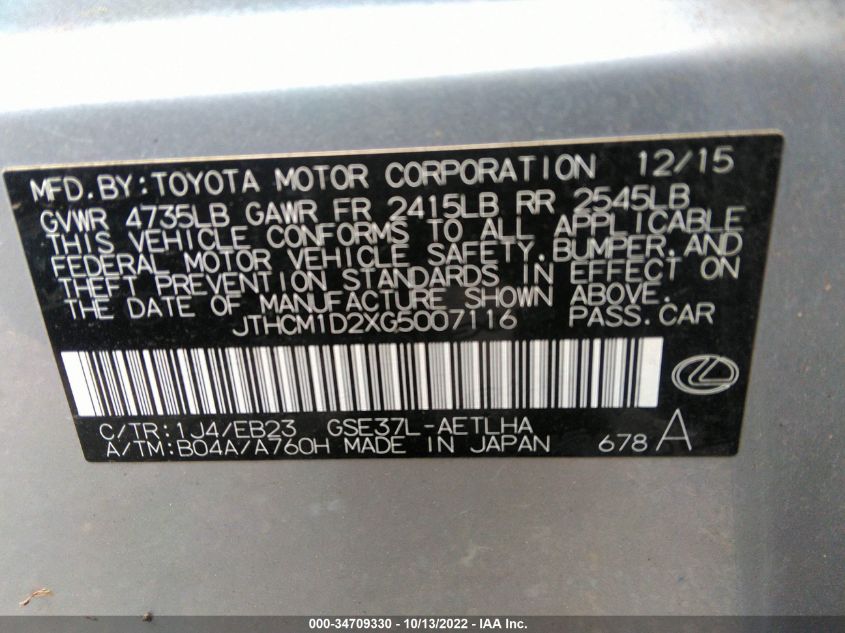 MFD.BY:TOYOTA MOTOR CORPORATION 12/15
GVWR 4735LB GAWR FR 2415LB RR 2545LB
THIS VEHICLE CONFORMS TO ALL APPLICABLE
FEDERAL MOTOR VEHICLE SAFETY, BUMPER, AND
THEFT PREVENTION STANDARDS IN EFFECT ON
THE DATE OF MANUFACTURE SHOWN ABOVE.
JTHCM1D2XG5007116 PASS.CAR
C/TR:1J4/EB23 GSE37L-AETLHA
A/TM:B04A/A760H MADE IN JAPAN 678 A
000-34709330 - 10/13/2022 - IAA Inc.